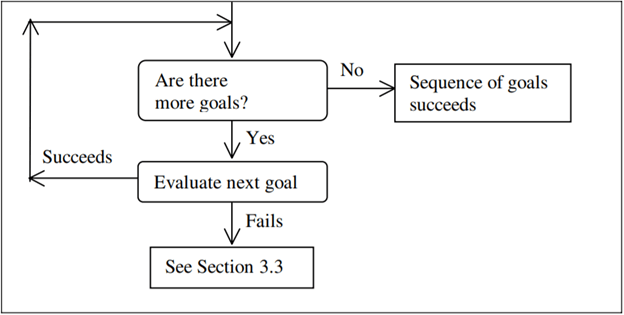 Are there
more goals?
No
Sequence of goals
succeeds
Yes
Succeeds
Evaluate next goal
Fails
See Section 3.3